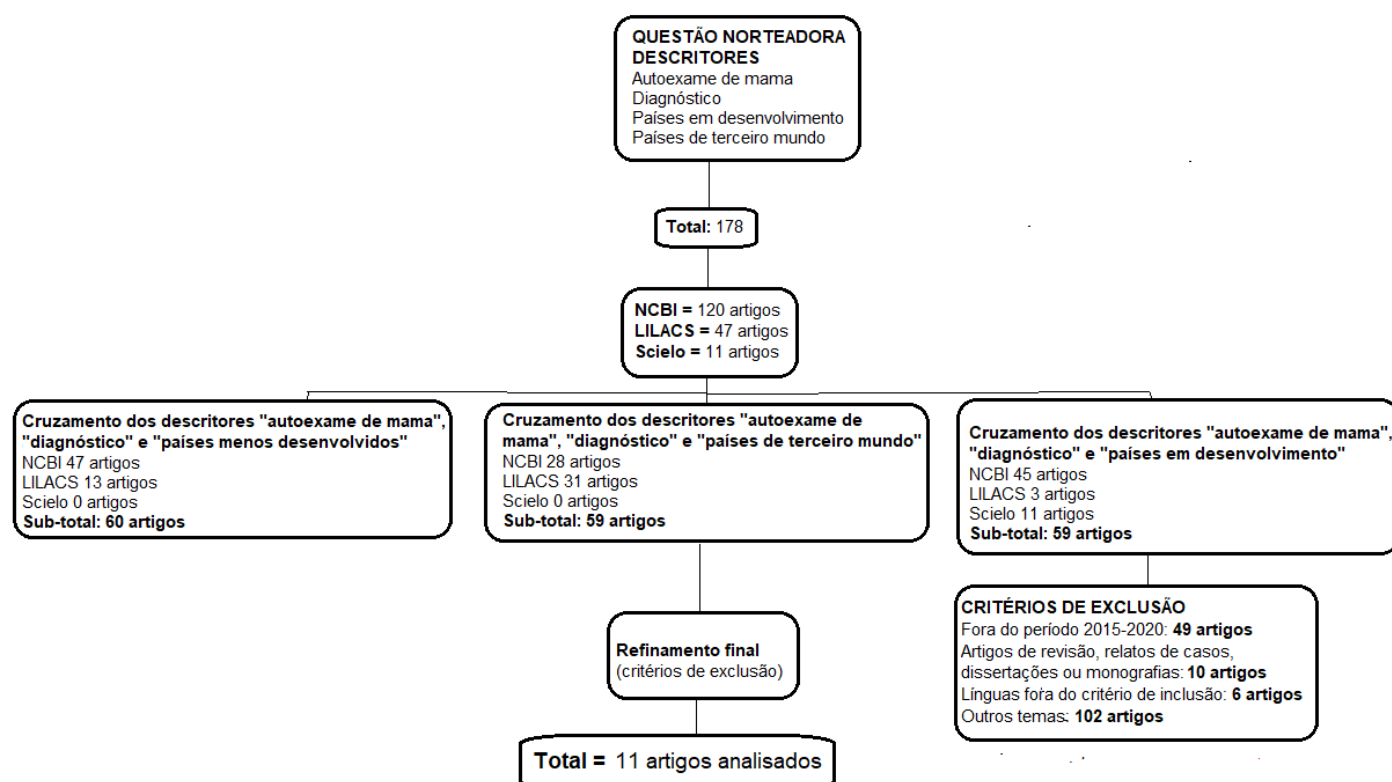 QUESTÃO NORTEADORA
DESCRITORES
Autoexame de mama
Diagnóstico
Países em desenvolvimento
Países de terceiro mundo
Total: 178
NCBI = 120 artigos
LILACS = 47 artigos
Scielo = 11 artigos
Cruzamento dos descritores "autoexame de mama",
"diagnóstico" e "países menos desenvolvidos"
NCBI 47 artigos
LILACS 13 artigos
Scielo 0 artigos
Sub-total: 60 artigos
Cruzamento dos descritores "autoexame de
mama", "diagnóstico" e "países de terceiro mundo"
NCBI 28 artigos
LILACS 31 artigos
Scielo 0 artigos
Sub-total: 59 artigos
Cruzamento dos descritores "autoexame de mama",
"diagnóstico" e "países em desenvolvimento"
NCBI 45 artigos
LILACS 3 artigos
Scielo 11 artigos
Sub-total: 59 artigos
CRITÉRIOS DE EXCLUSÃO
Fora do período 2015-2020: 49 artigos
Artigos de revisão, relatos de casos,
dissertações ou monografias: 10 artigos
Línguas fora do critério de inclusão: 6 artigos
Outros temas: 102 artigos
Refinamento final
(critérios de exclusão)
Total = 11 artigos analisados